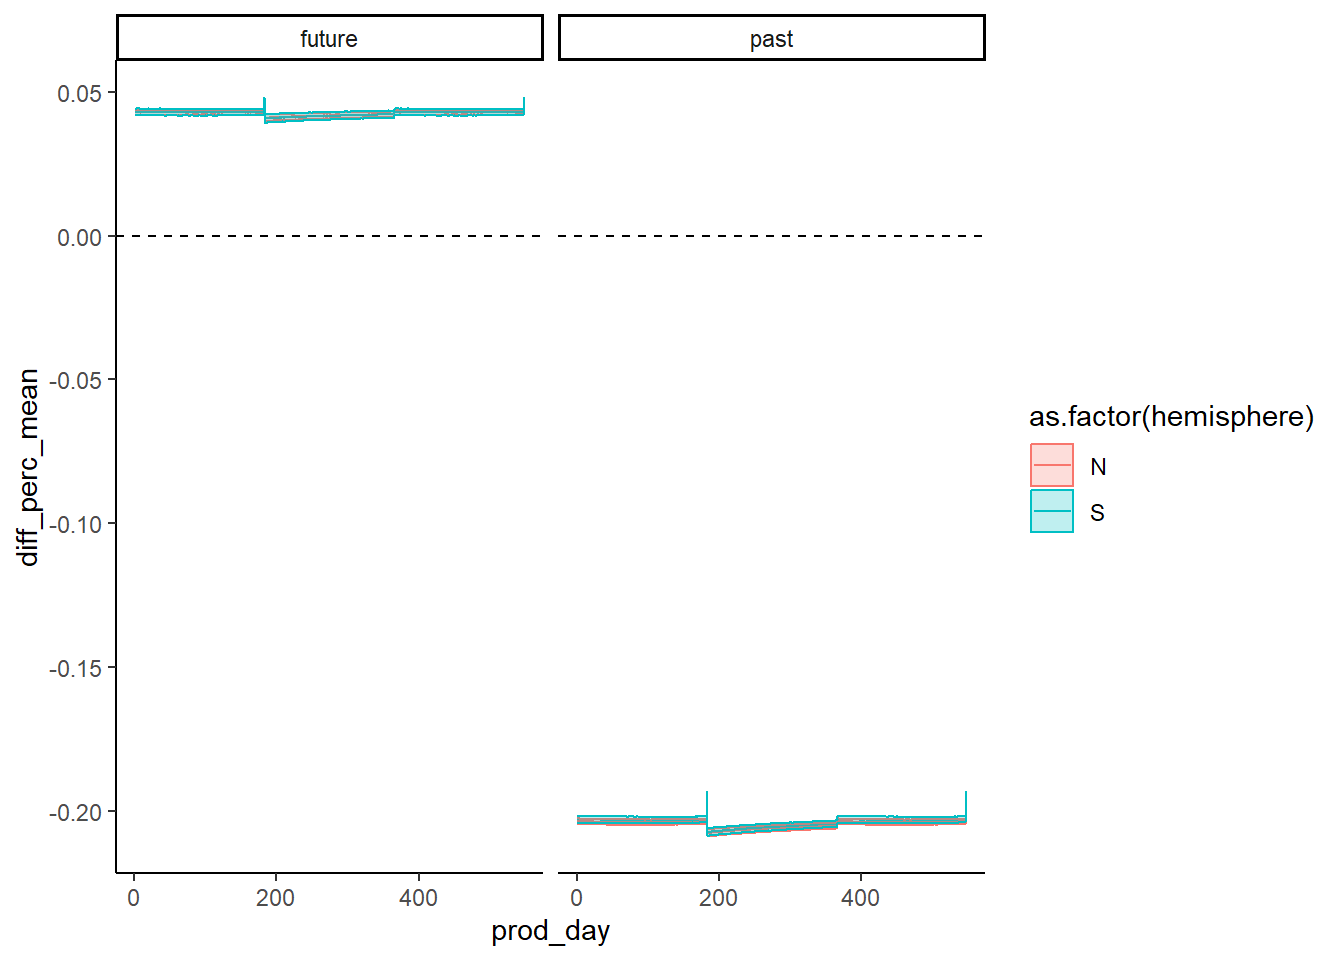 future
past
0.05
0.00
-0.05
-0.10
-0.15
-0.20
diff_perc_mean
0
200
400
0
200
400
prod_day
as.factor(hemisphere)
N
S